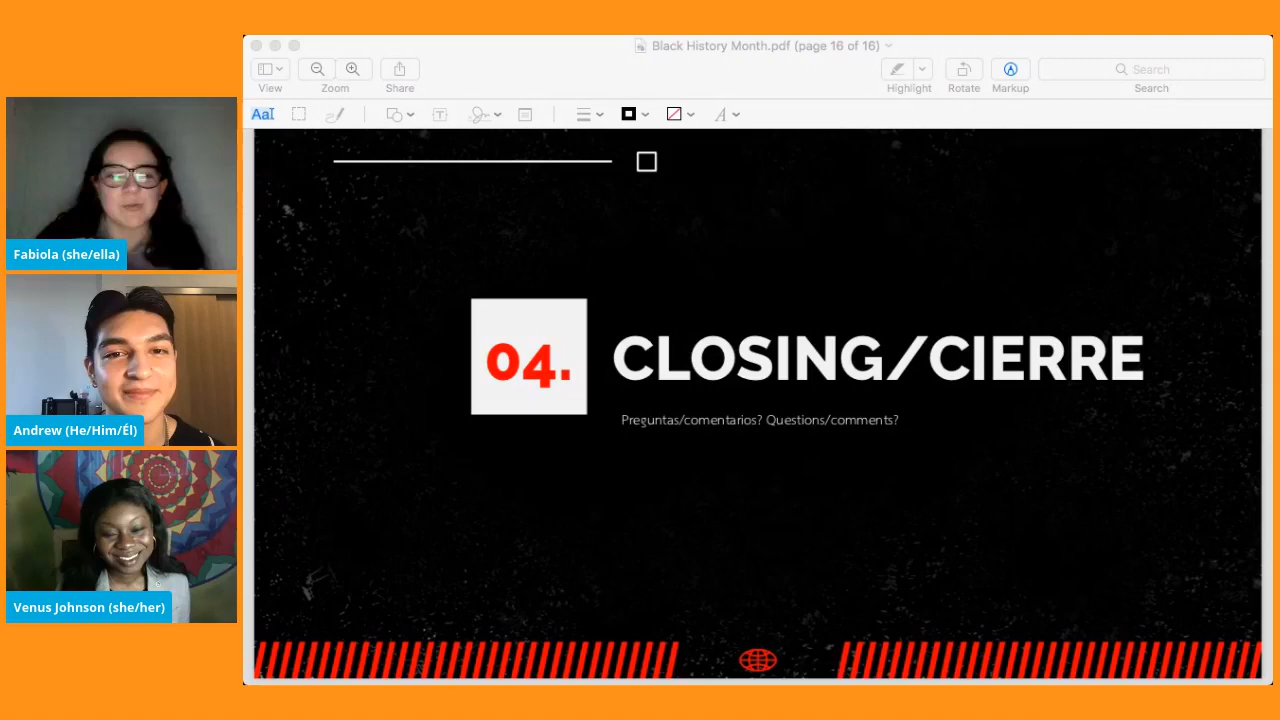 Black History Month.pdf (page 16 of 16)
View
Zoom
Share
Highlight
Rotate
Markup
Search
Search
AaI
T
A
04.
CLOSING/CIERRE
Preguntas/comentarios? Questions/comments?
Fabiola (she/ella)
Andrew (He/Him/Él)
Venus Johnson (she/her)